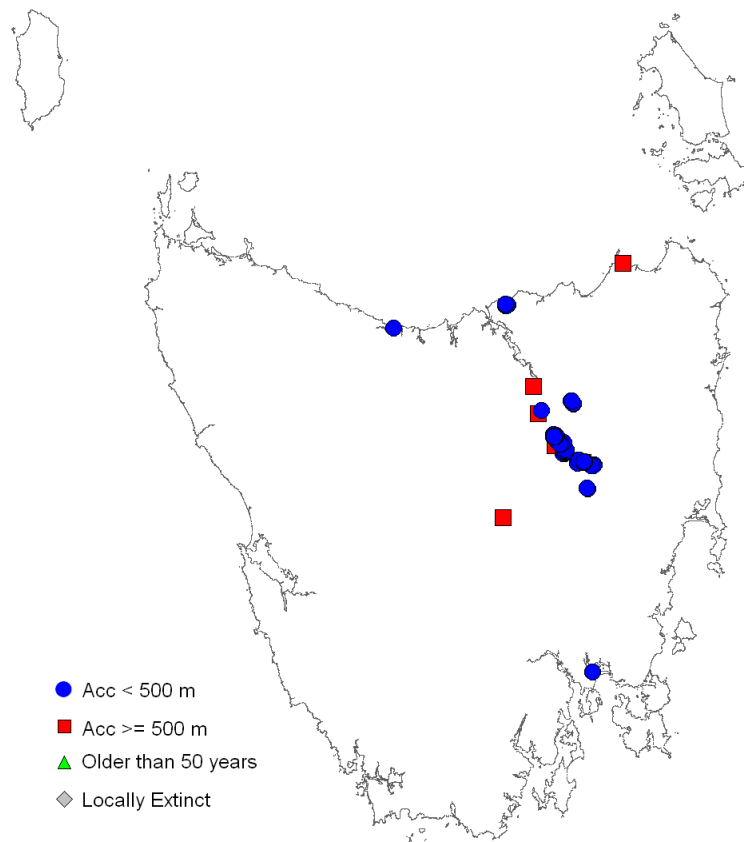 Acc < 500 m
Acc >= 500 m
Older than 50 years
Locally Extinct